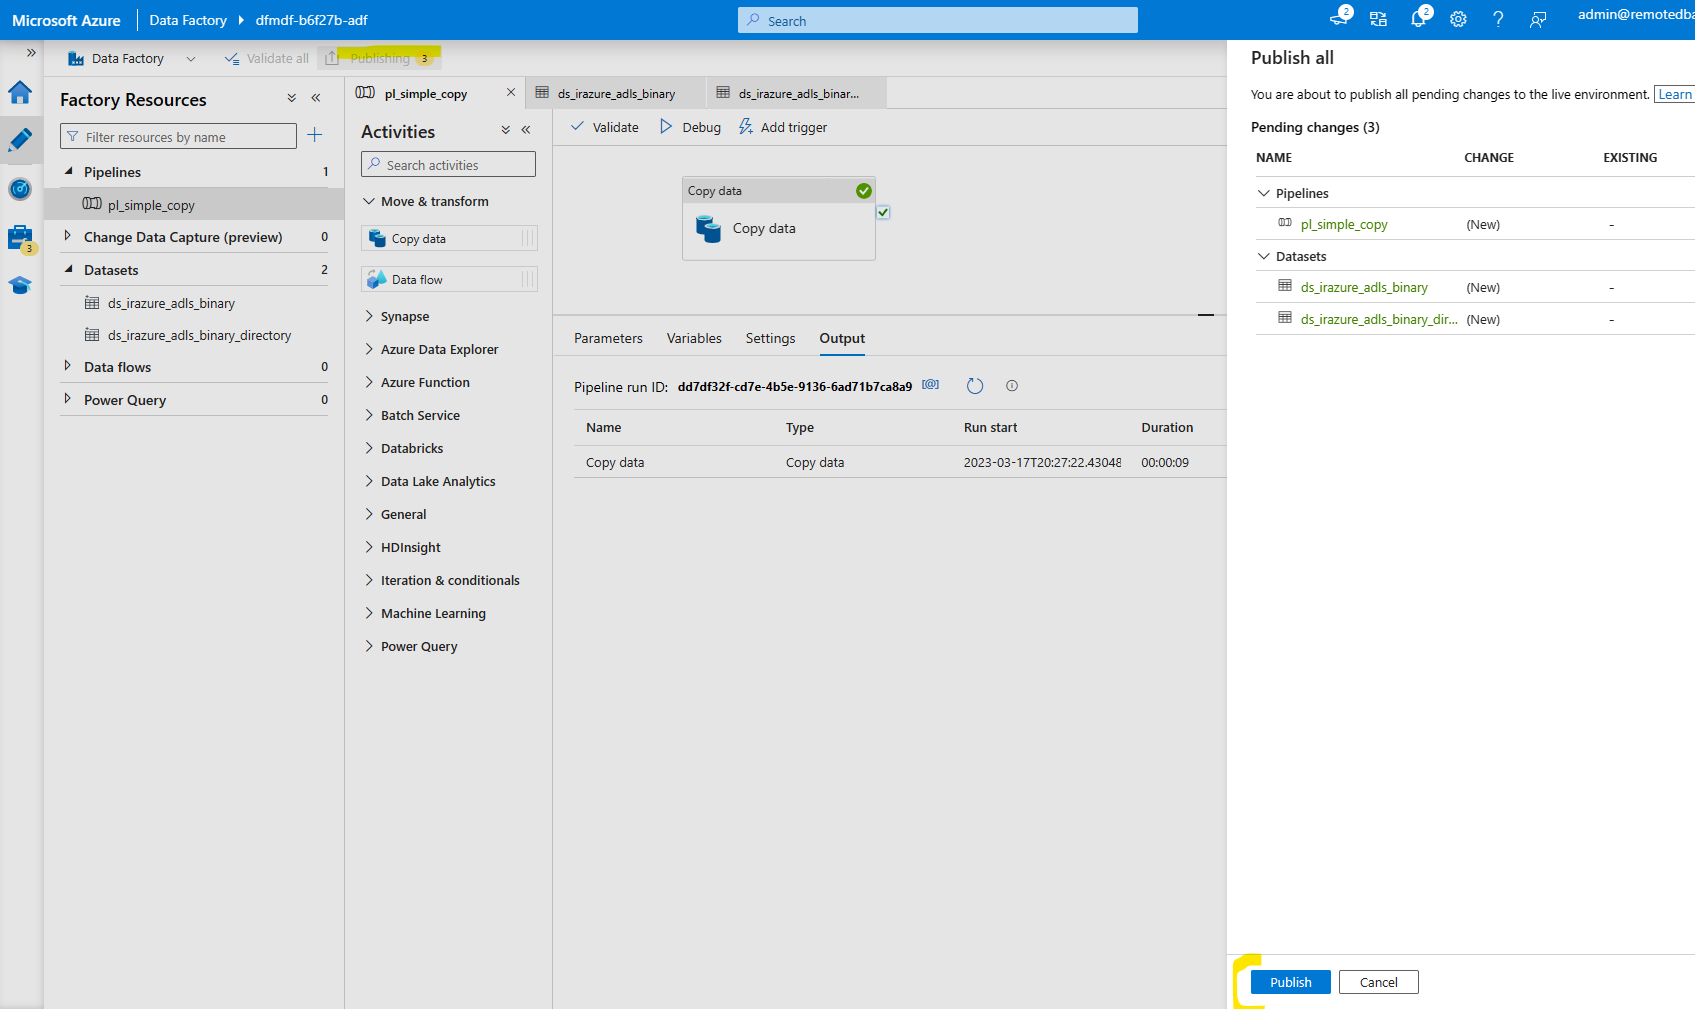 Microsoft Azure
Data Factory
dfmdf-b6f27b-adf
Search
2
2
?
admin@remotedba
»
Data Factory
Validate all
Publishing
3
3
Factory Resources
Filter resources by name
Pipelines 1
pl_simple_copy
Change Data Capture (preview) 0
Datasets 2
ds_irazure_adls_binary
ds_irazure_adls_binary_directory
Data flows 0
Power Query 0
pl_simple_copy
ds_irazure_adls_binary
ds_irazure_adls_binar...
Activities
Search activities
Move & transform
Copy data
Data flow
Synapse
Azure Data Explorer
Azure Function
Batch Service
Databricks
Data Lake Analytics
General
HDInsight
Iteration & conditionals
Machine Learning
Power Query
Validate
Debug
Add trigger
Copy data
Copy data
Parameters Variables Settings Output
Pipeline run ID: dd7df32f-cd7e-4b5e-9136-6ad71b7ca8a9 [@]
Name Type Run start Duration
Copy data Copy data 2023-03-17T20:27:22.43048 00:00:09
Publish all
You are about to publish all pending changes to the live environment. Learn
Pending changes (3)
NAME CHANGE EXISTING
Pipelines
pl_simple_copy (New) -
Datasets
ds_irazure_adls_binary (New) -
ds_irazure_adls_binary_dir... (New) -
Publish
Cancel